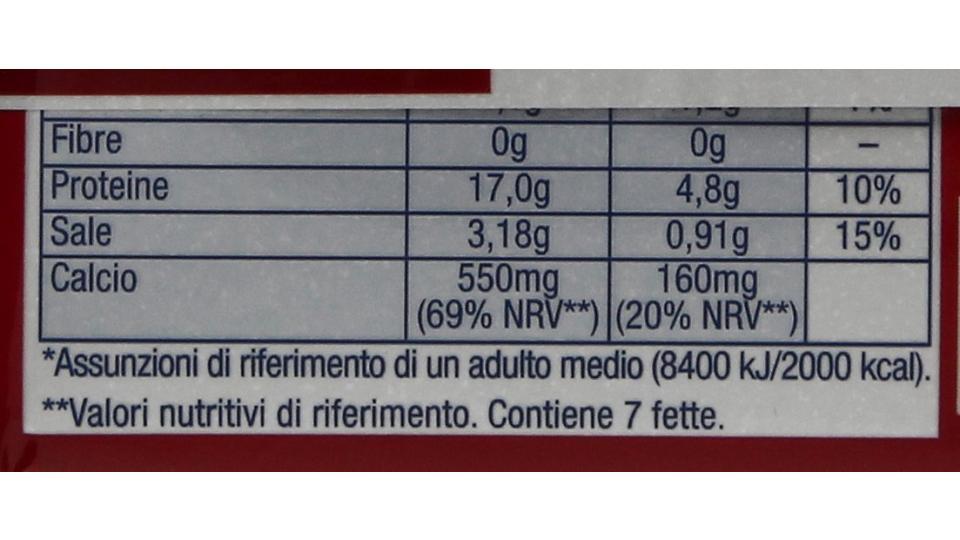 Fibre 0g 0g –
Proteine 17,0g 4,8g 10%
Sale 3,18g 0,91g 15%
Calcio 550mg 160mg
(69% NRV**) (20% NRV**)
*Assunzioni di riferimento di un adulto medio (8400 kJ/2000 kcal).
**Valori nutritivi di riferimento. Contiene 7 fette.